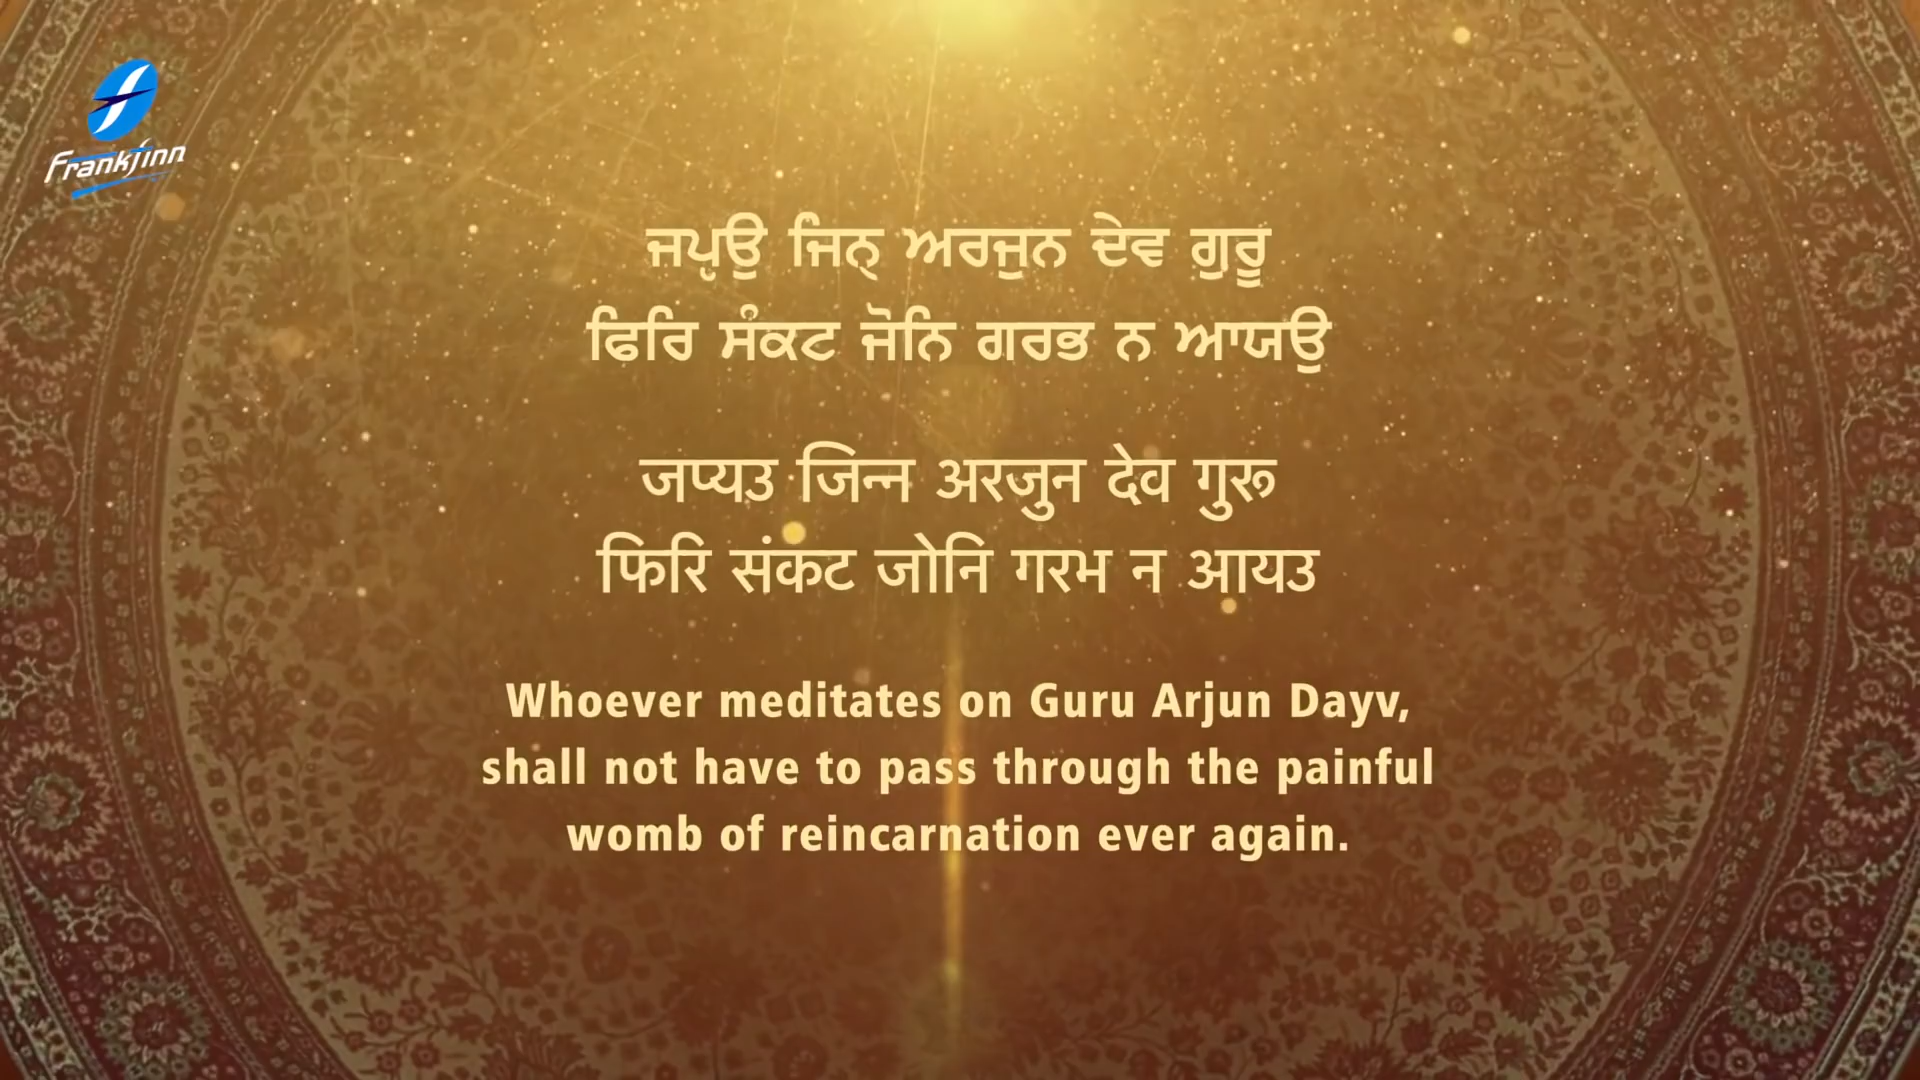 Frankfinn
ਜਪੵਉ ਜਿਨੑ ਅਰਜੁਨ ਦੇਵ ਗੁਰੂ
ਫਿਰਿ ਸੰਕਟ ਜੋਨਿ ਗਰਭ ਨ ਆਯਉ
जप्यउ जिन्न अरजुन देव गुरू
फिरि संकट जोनि गरभ न आयउ
Whoever meditates on Guru Arjun Dayv,
shall not have to pass through the painful
womb of reincarnation ever again.